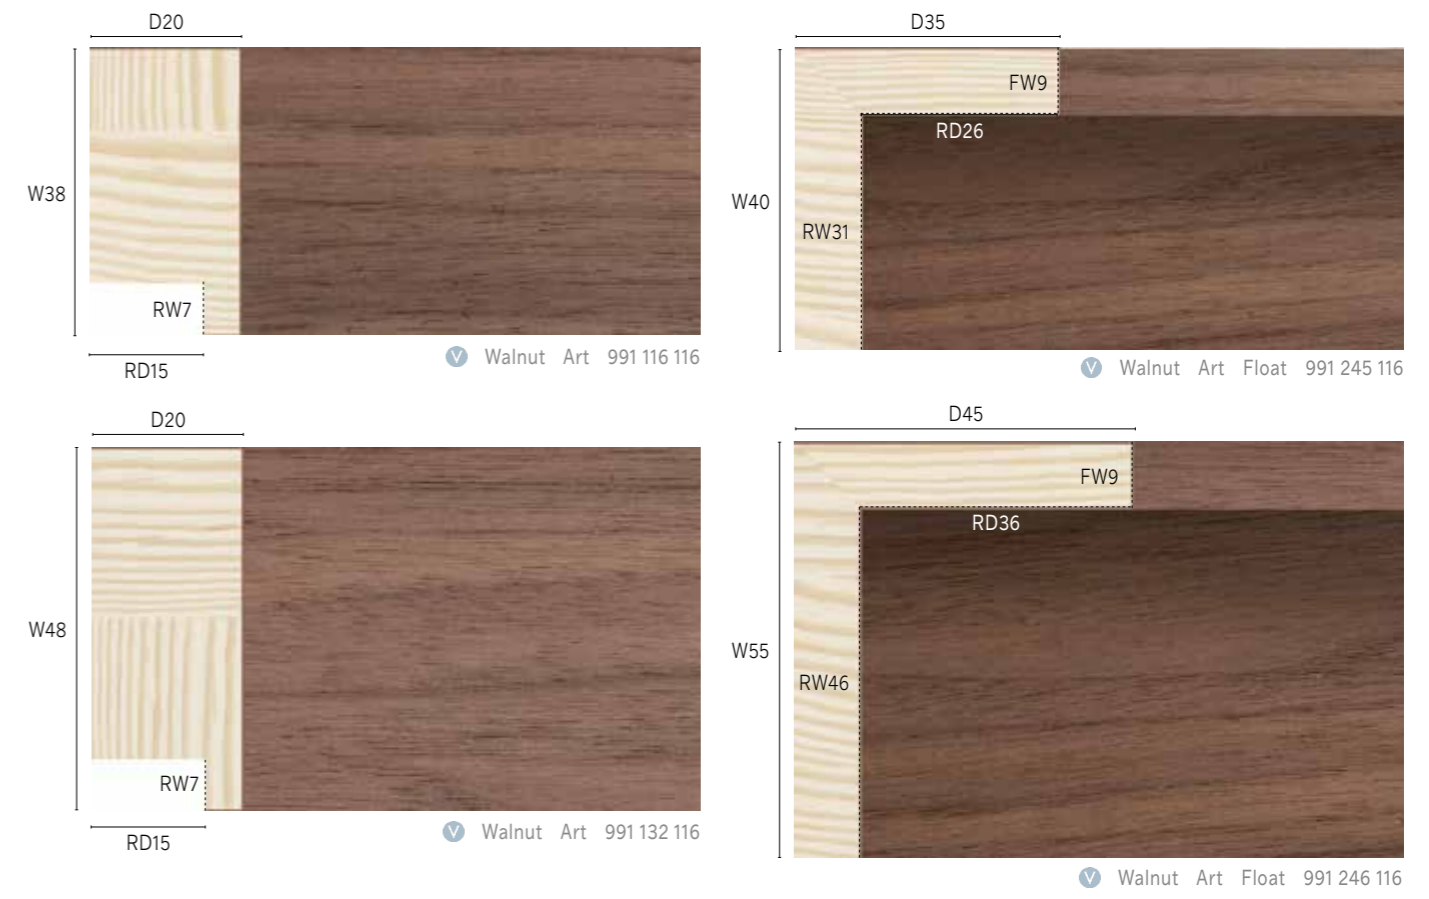 D20
W38
RW7
RD15
V Walnut Art 991 116 116
D35
FW9
RD26
W40
RW31
V Walnut Art Float 991 245 116
D20
W48
RW7
RD15
V Walnut Art 991 132 116
D45
FW9
RD36
W55
RW46
V Walnut Art Float 991 246 116